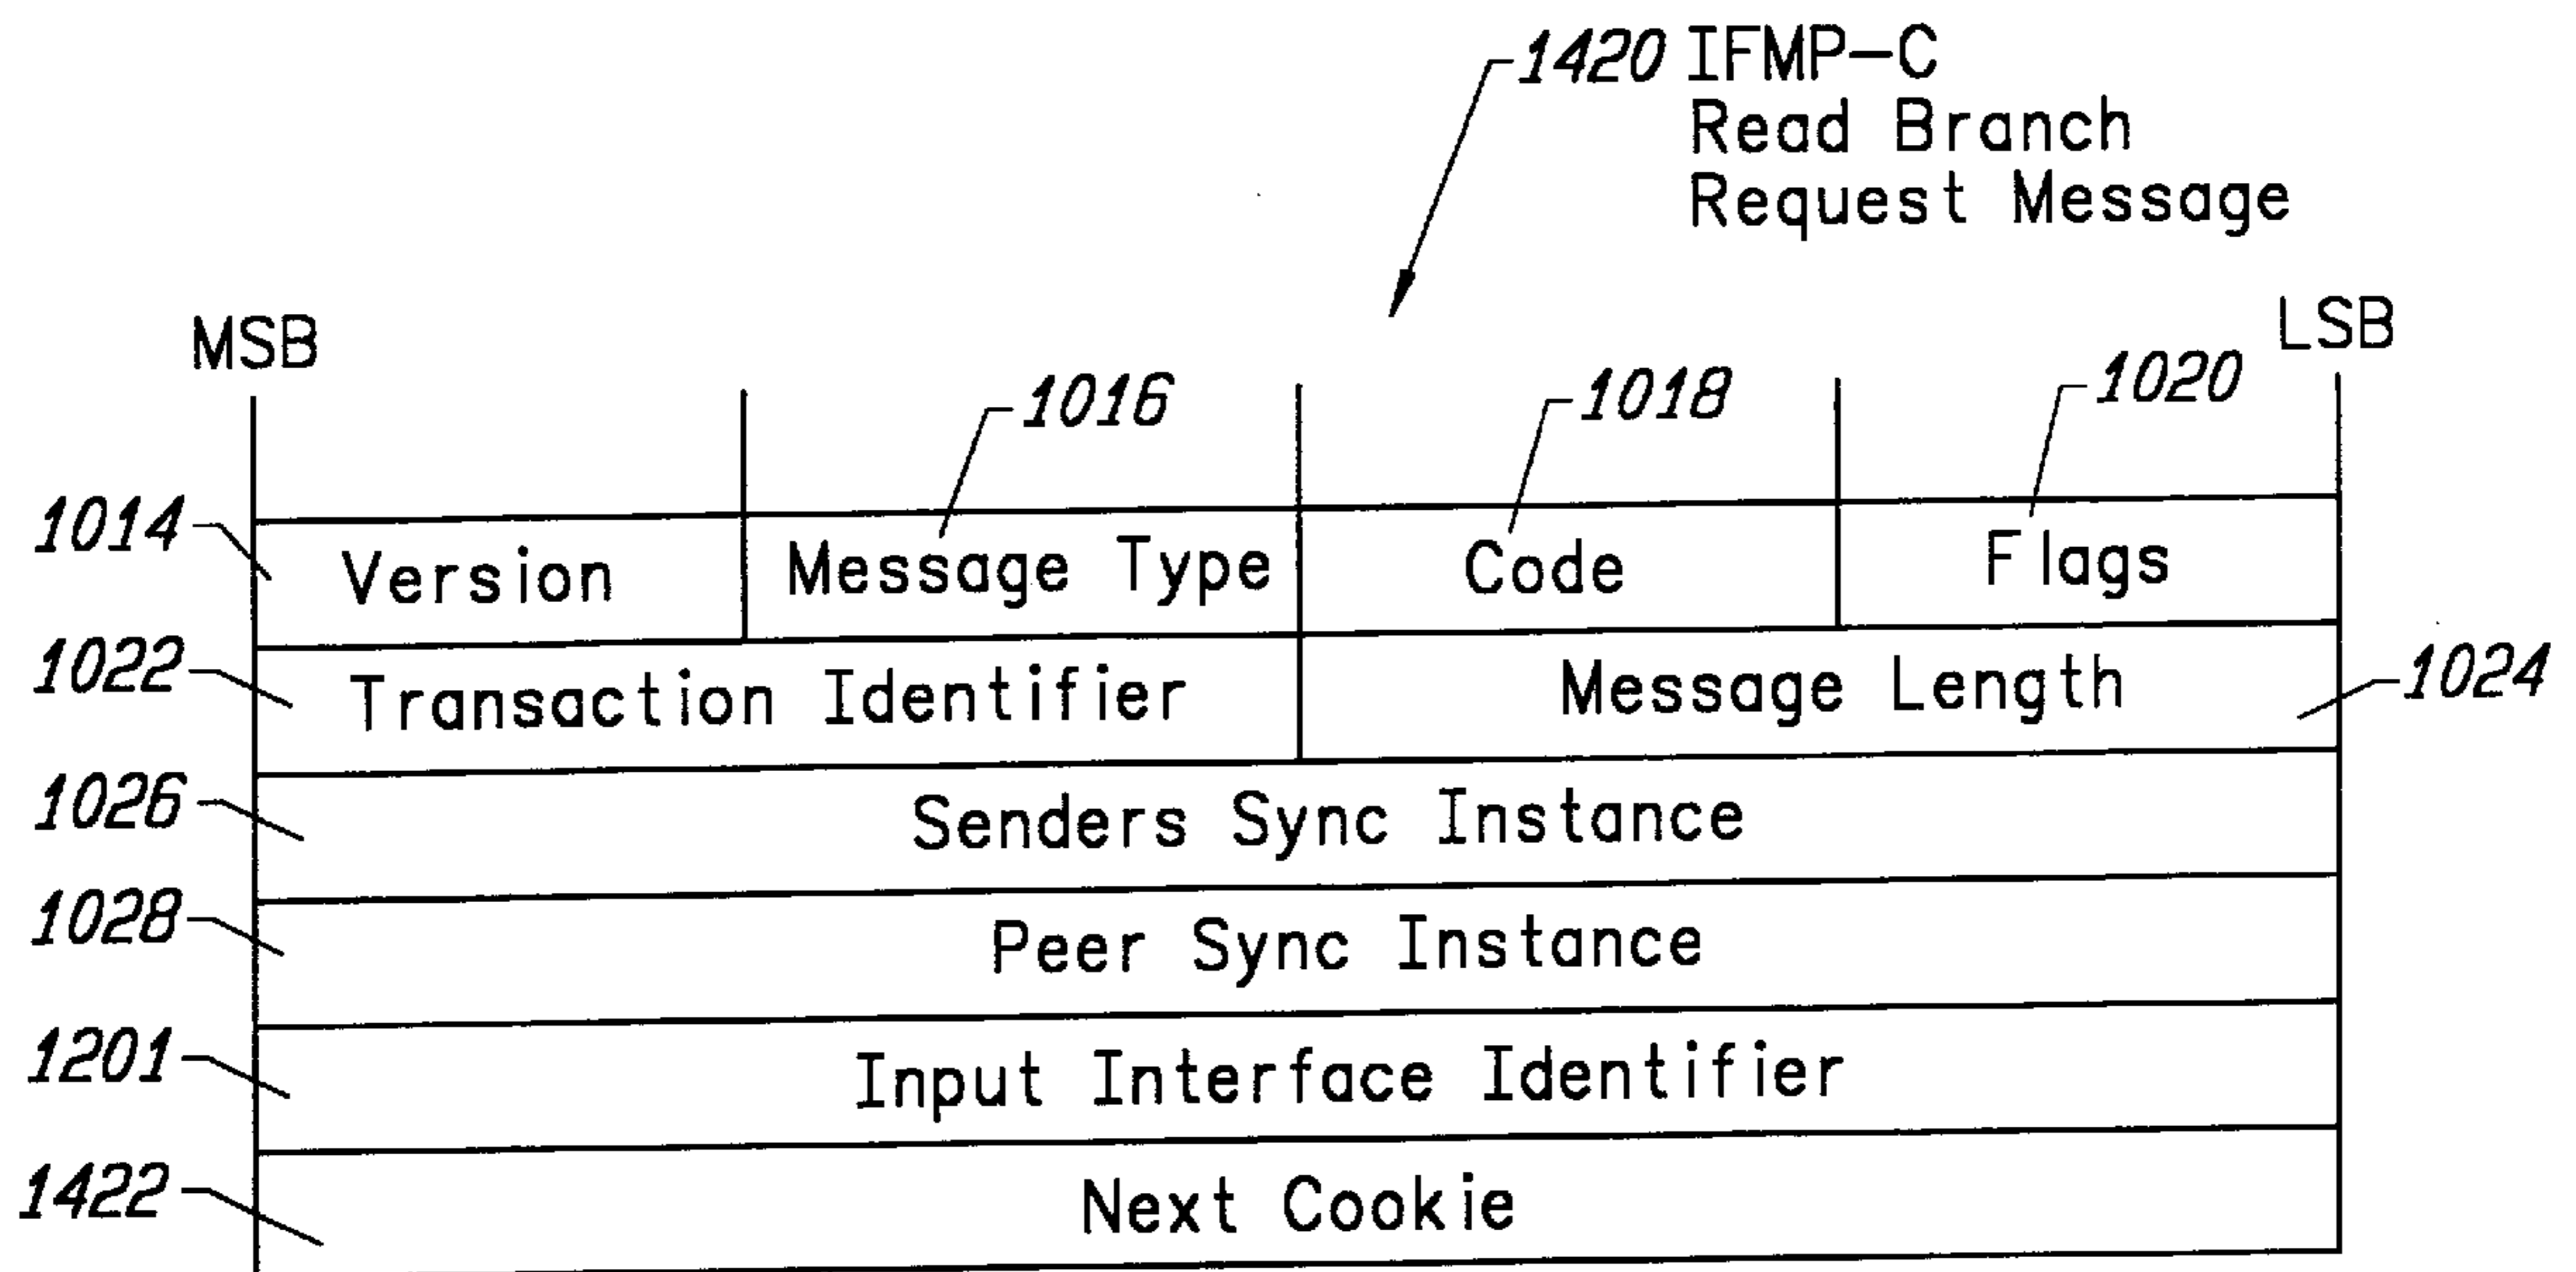 1420 IFMP-C
Read Branch
Request Message
MSB
LSB
1016
1018
1020
1014
Version
Message Type
Code
Flags
1022
Transaction Identifier
Message Length
1024
1026
Senders Sync Instance
1028
Peer Sync Instance
1201
Input Interface Identifier
1422
Next Cookie